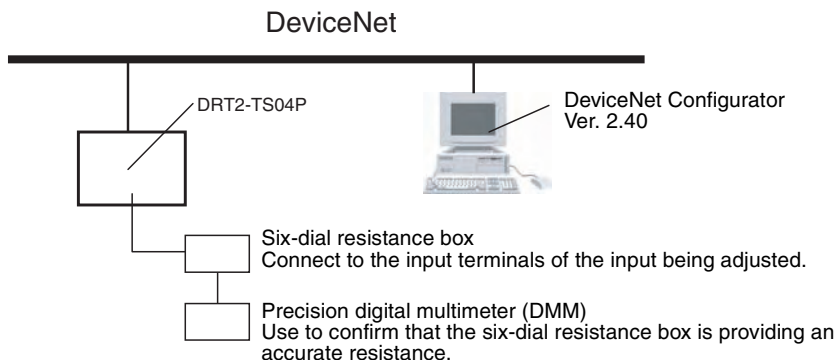 DeviceNet
DRT2-TS04P
DeviceNet Configurator
Ver. 2.40
Six-dial resistance box
Connect to the input terminals of the input being adjusted.
Precision digital multimeter (DMM)
Use to confirm that the six-dial resistance box is providing an
accurate resistance.